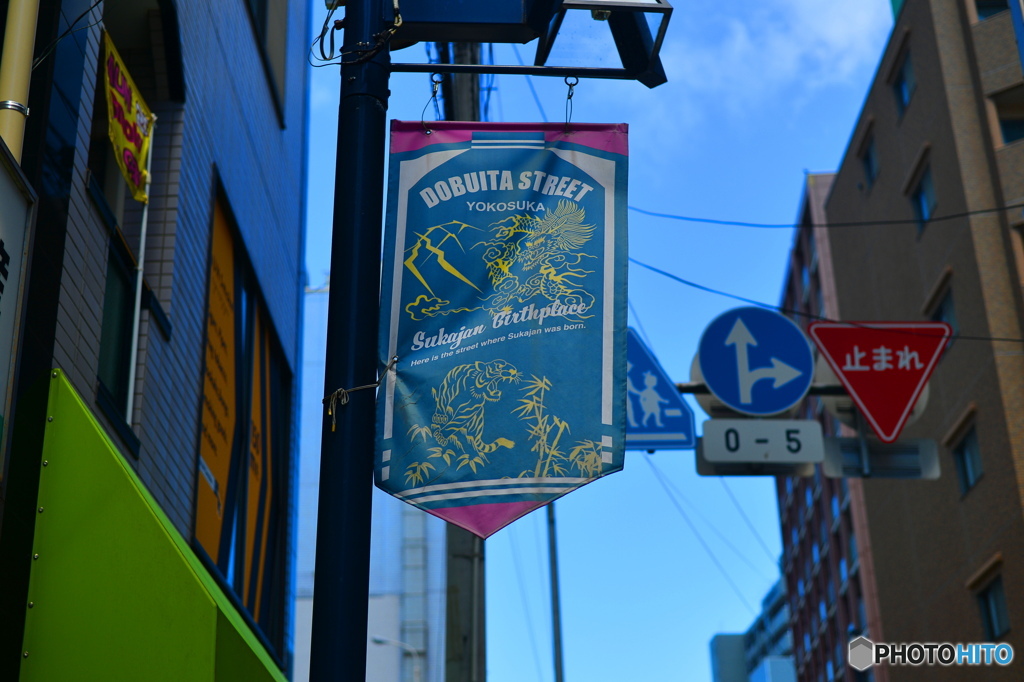 DOBUITA STREET
YOKOSUKA
Sukajan Birthplace
Here is the street where Sukajan was born.
止まれ
0-5
PHOTOHITO